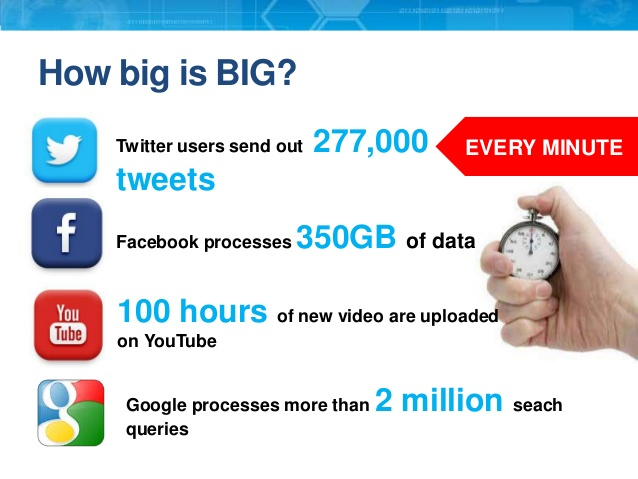 How big is BIG?
Twitter users send out 277,000
tweets
EVERY MINUTE
Facebook processes 350GB of data
You
Tube
100 hours of new video are uploaded
on YouTube
Google processes more than 2 million seach
queries